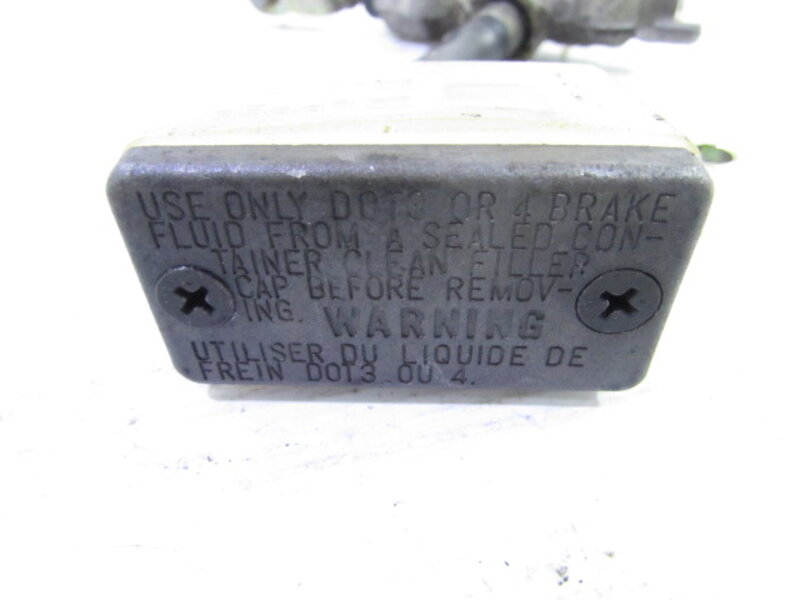 USE ONLY DOT3 OR 4 BRAKE
FLUID FROM A SEALED CON-
TAINER CLEAN FILLER
CAP BEFORE REMOV-
ING. WARNING
UTILISER DU LIQUIDE DE
FREIN DOT3 OU 4.